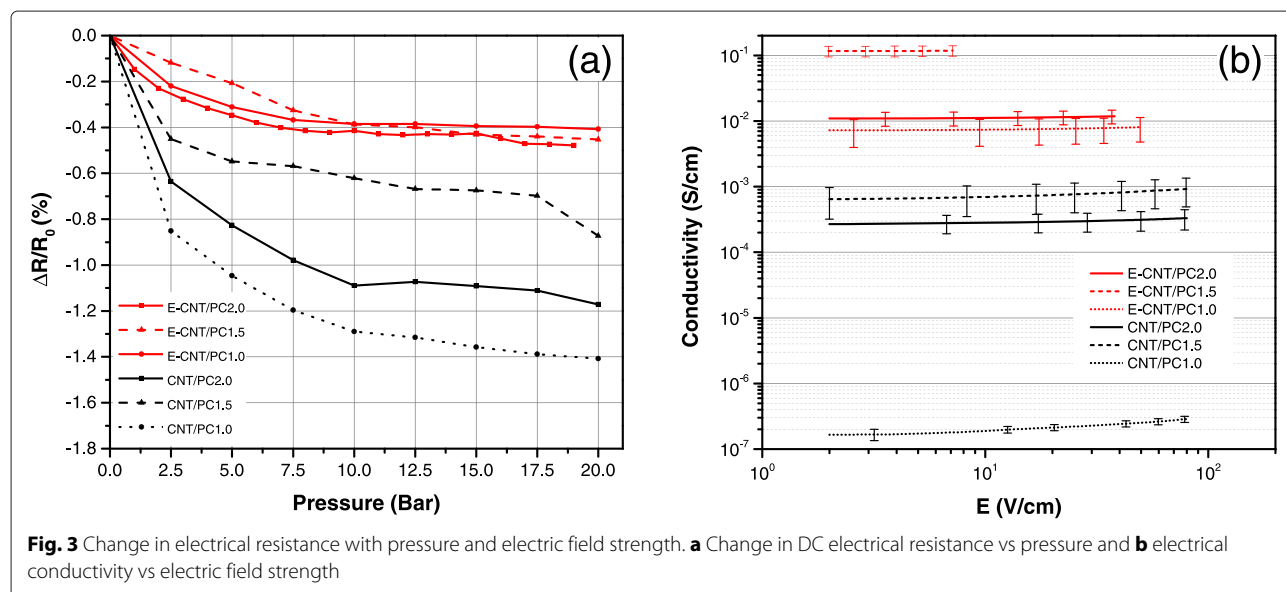 (a)
ΔR/R0 (%)
0.0
-0.2
-0.4
-0.6
-0.8
-1.0
-1.2
-1.4
-1.6
-1.8
E-CNT/PC2.0
E-CNT/PC1.5
E-CNT/PC1.0
CNT/PC2.0
CNT/PC1.5
CNT/PC1.0
0.0 2.5 5.0 7.5 10.0 12.5 15.0 17.5 20.0
Pressure (Bar)
(b)
Conductivity (S/cm)
10-1
10-2
10-3
10-4
10-5
10-6
10-7
E-CNT/PC2.0
E-CNT/PC1.5
E-CNT/PC1.0
CNT/PC2.0
CNT/PC1.5
CNT/PC1.0
100 101 102
E (V/cm)
Fig. 3 Change in electrical resistance with pressure and electric field strength. a Change in DC electrical resistance vs pressure and b electrical
conductivity vs electric field strength